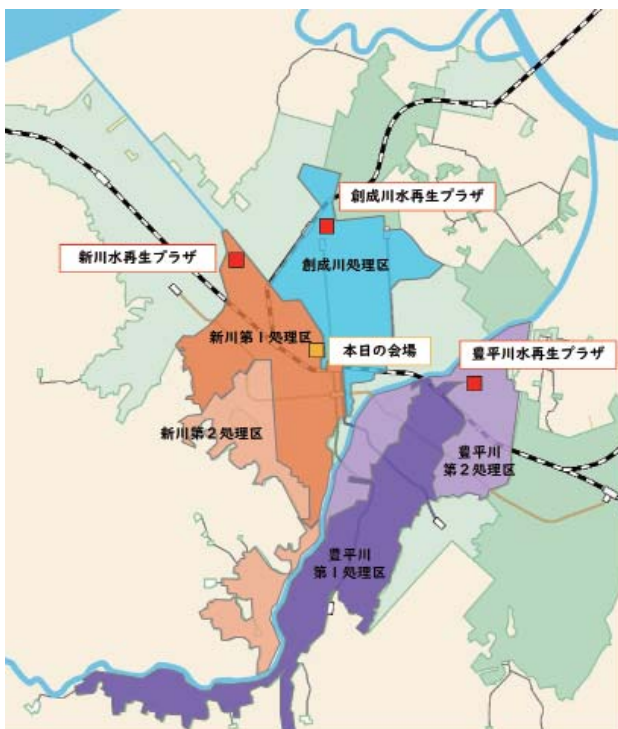 創成川水再生プラザ
新川水再生プラザ
創成川処理区
新川第1処理区
本日の会場
豊平川水再生プラザ
新川第2処理区
豊平川
第2処理区
豊平川
第1処理区